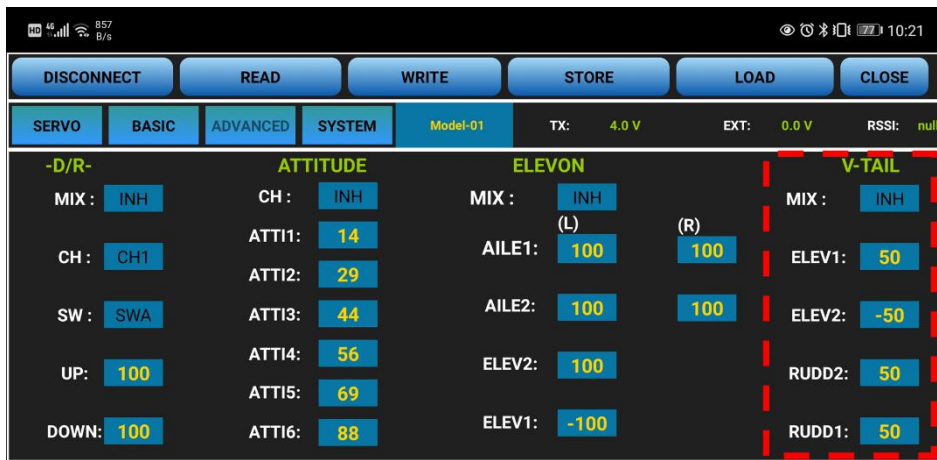 HD 4G 857 B/s 77 10:21
DISCONNECT READ WRITE STORE LOAD CLOSE
SERVO BASIC ADVANCED SYSTEM Model-01 TX: 4.0 V EXT: 0.0 V RSSI: null
-D/R- ATTITUDE ELEVON V-TAIL
MIX : INH
CH : CH1
SW : SWA
UP: 100
DOWN: 100
CH : INH
ATTI1: 14
ATTI2: 29
ATTI3: 44
ATTI4: 56
ATTI5: 69
ATTI6: 88
MIX : INH
(L) (R)
AILE1: 100 100
AILE2: 100 100
ELEV2: 100
ELEV1: -100
MIX : INH
ELEV1: 50
ELEV2: -50
RUDD2: 50
RUDD1: 50